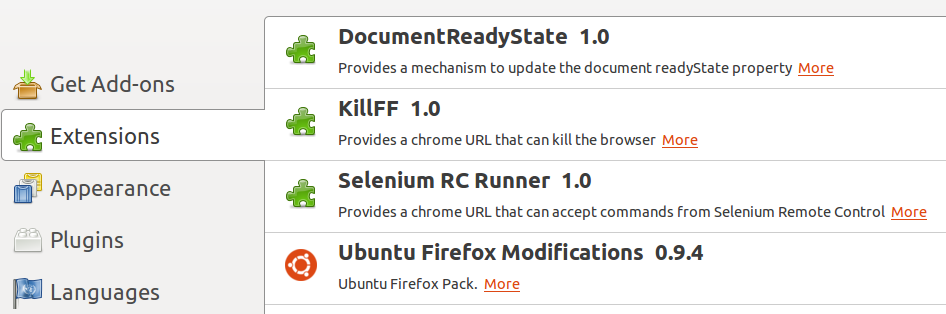 Get Add-ons
Extensions
Appearance
Plugins
Languages
DocumentReadyState 1.0
Provides a mechanism to update the document readyState property More
KillFF 1.0
Provides a chrome URL that can kill the browser More
Selenium RC Runner 1.0
Provides a chrome URL that can accept commands from Selenium Remote Control More
Ubuntu Firefox Modifications 0.9.4
Ubuntu Firefox Pack. More